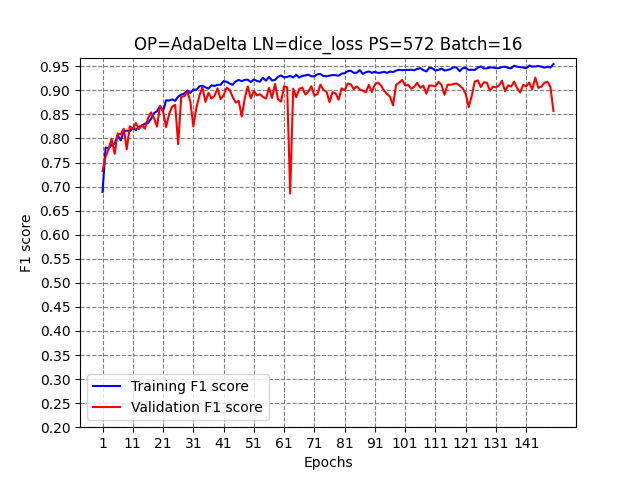 OP=AdaDelta LN=dice_loss PS=572 Batch=16
0.95
0.90
0.85
0.80
0.75
0.70
0.65
0.60
0.55
0.50
0.45
0.40
0.35
0.30
0.25
0.20
F1 score
Training F1 score
Validation F1 score
1 11 21 31 41 51 61 71 81 91 101 111 121 131 141
Epochs